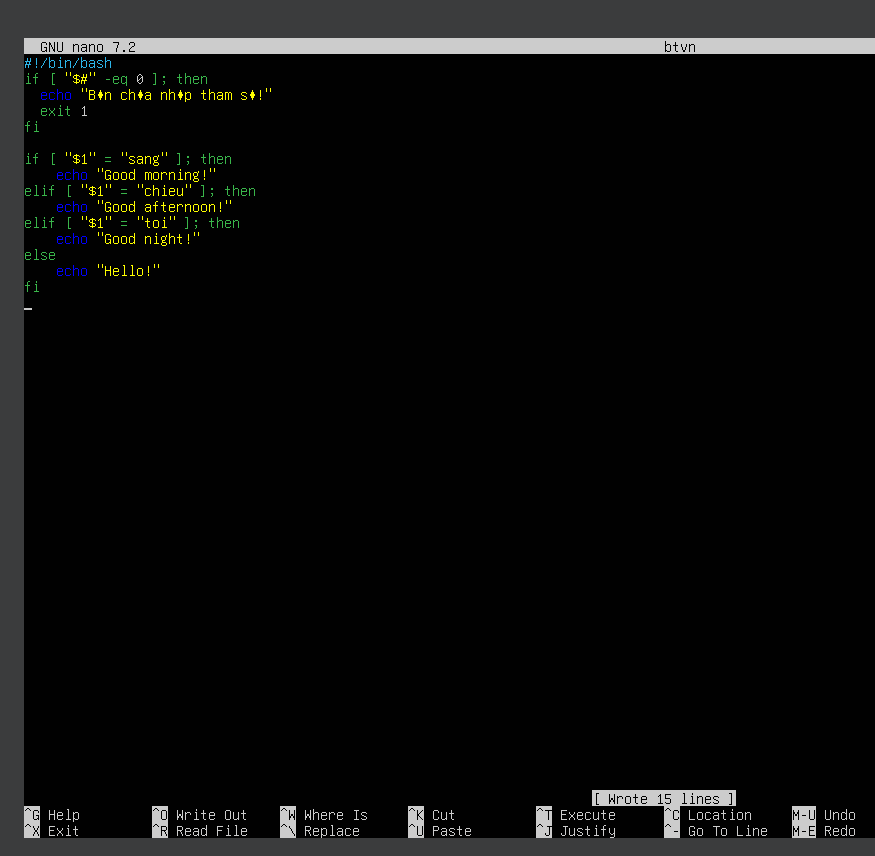 GNU nano 7.2 btvn
#!/bin/bash
if [ "$#" -eq 0 ]; then
  echo "B♦n ch♦a nh♦p tham s♦!"
  exit 1
fi

if [ "$1" = "sang" ]; then
    echo "Good morning!"
elif [ "$1" = "chieu" ]; then
    echo "Good afternoon!"
elif [ "$1" = "toi" ]; then
    echo "Good night!"
else
    echo "Hello!"
fi
[ Wrote 15 lines ]
^G Help ^O Write Out ^W Where Is ^K Cut ^T Execute ^C Location M-U Undo
^X Exit ^R Read File ^\ Replace ^U Paste ^J Justify ^- Go To Line M-E Redo